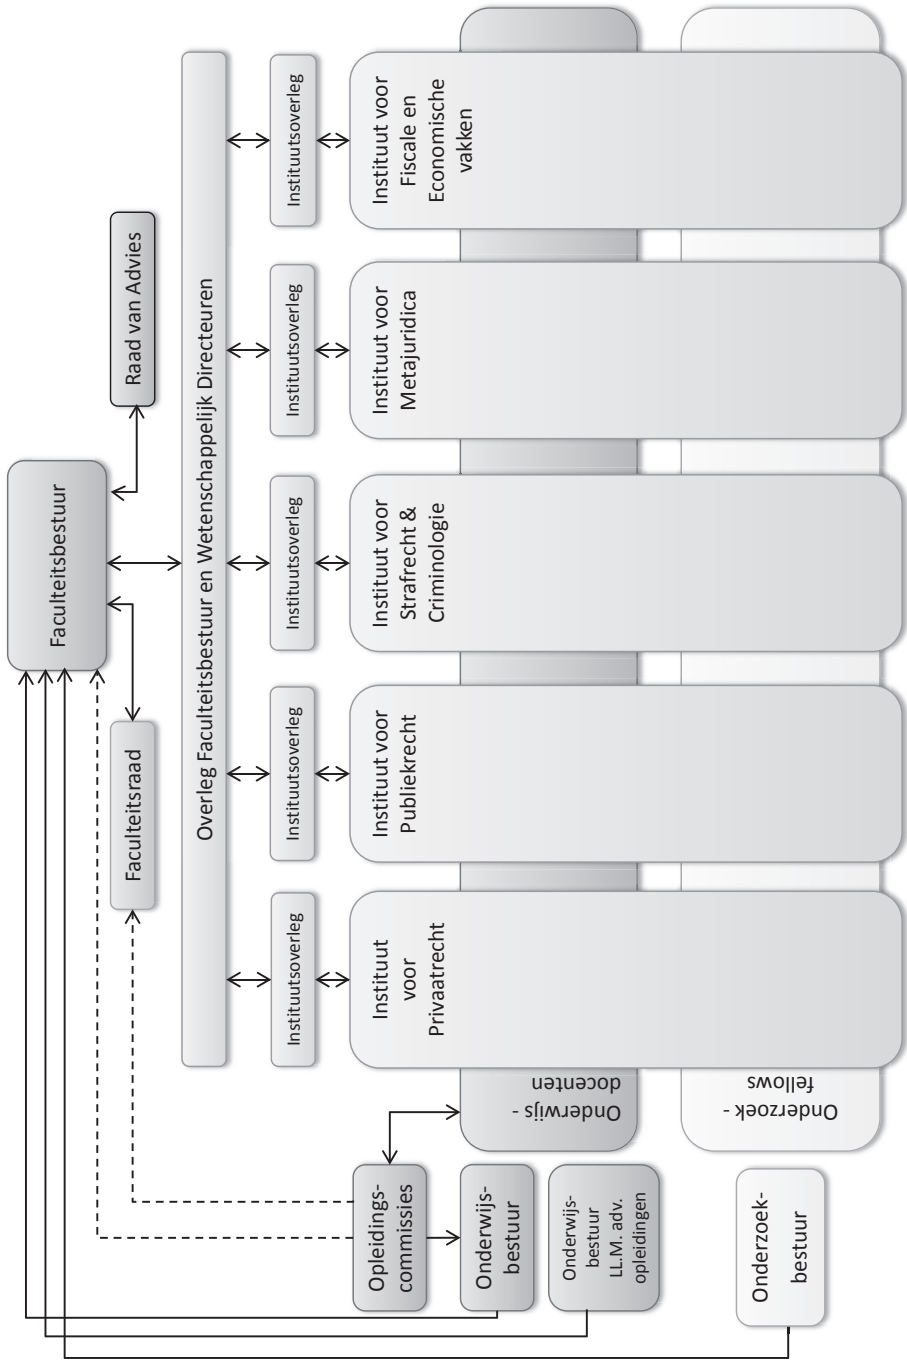 Faculteitsbestuur
Raad van Advies
Faculteitsraad
Overleg Faculteitsbestuur en Wetenschappelijk Directeuren
Instituutsoverleg
Instituutsoverleg
Instituutsoverleg
Instituutsoverleg
Instituutsoverleg
Opleidings-
commissies
Instituut
voor
Privaatrecht
Instituut voor
Publiekrecht
Instituut voor
Strafrecht &
Criminologie
Instituut voor
Metajuridica
Instituut voor
Fiscale en
Economische
vakken
Onderwijs-
bestuur
Onderwijs -
docenten
Onderwijs-
bestuur
LL.M. adv.
opleidingen
Onderzoek-
bestuur
Onderzoek -
fellows